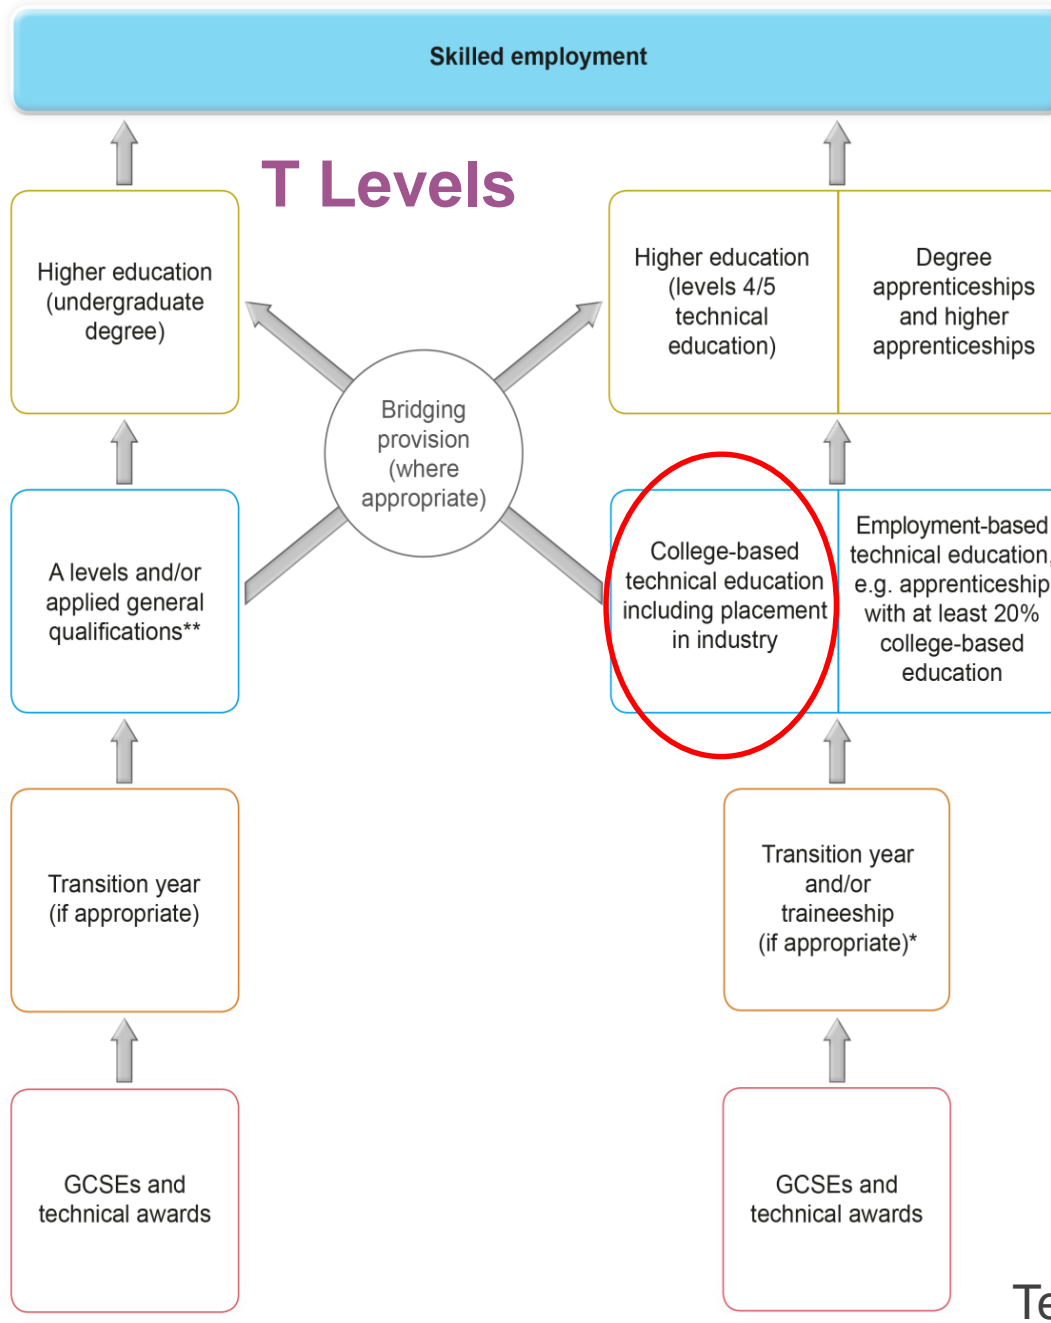 Skilled employment
T Levels
Higher education
(undergraduate
degree)
Higher education
(levels 4/5
technical
education)
Degree
apprenticeships
and higher
apprenticeships
Bridging
provision
(where
appropriate)
A levels and/or
applied general
qualifications**
College-based
technical education
including placement
in industry
Employment-based
technical education,
e.g. apprenticeship
with at least 20%
college-based
education
Transition year
(if appropriate)
Transition year
and/or
traineeship
(if appropriate)*
GCSEs and
technical awards
GCSEs and
technical awards
Te